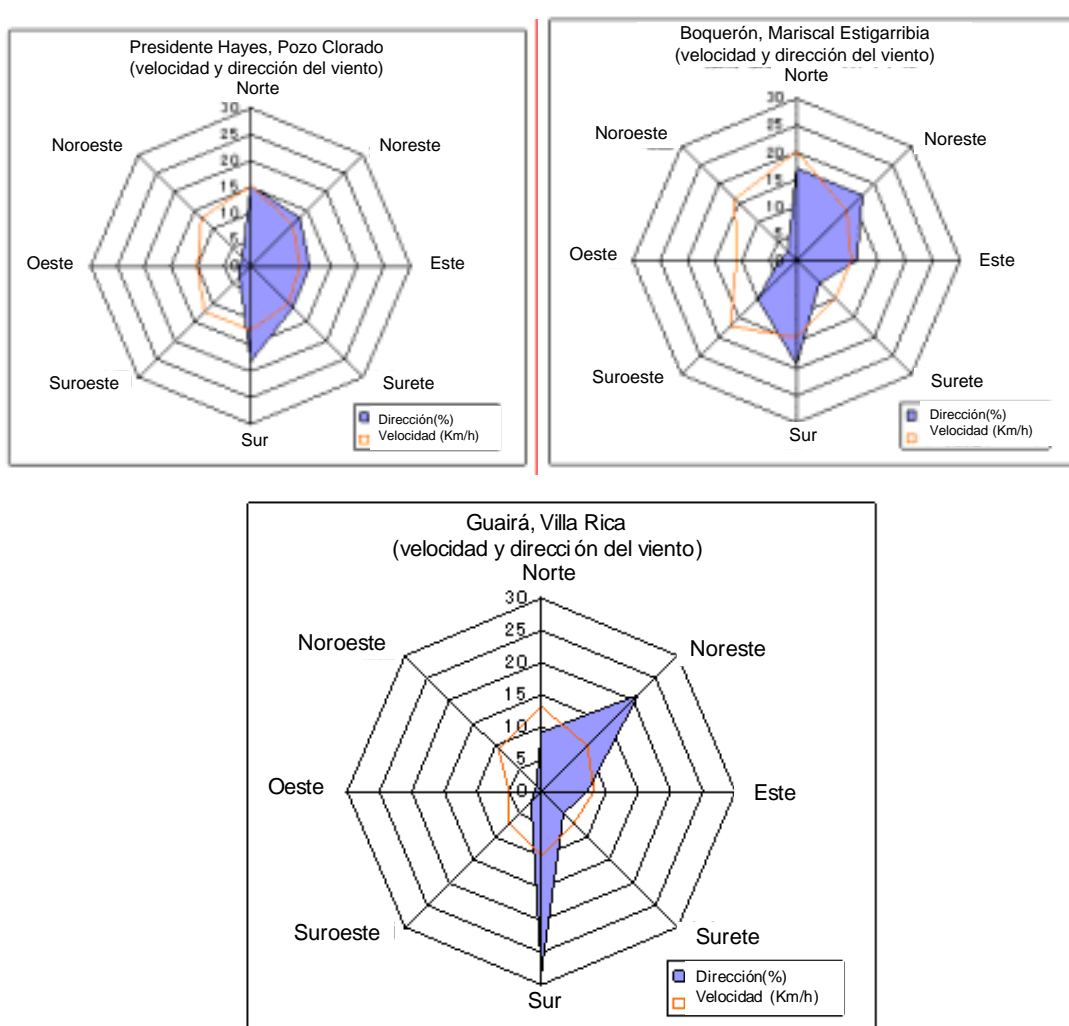 Presidente Hayes, Pozo Clorado
(velocidad y dirección del viento)
Norte
30
25
20
15
10
5
0
Noroeste
Noreste
Oeste
Este
Suroeste
Surete
Sur
Dirección(%)
Velocidad (Km/h)
Boquerón, Mariscal Estigarribia
(velocidad y dirección del viento)
Norte
30
25
20
15
10
5
0
Noroeste
Noreste
Oeste
Este
Suroeste
Surete
Sur
Dirección(%)
Velocidad (Km/h)
Guairá, Villa Rica
(velocidad y dirección del viento)
Norte
30
25
20
15
10
5
0
Noroeste
Noreste
Oeste
Este
Suroeste
Surete
Sur
Dirección(%)
Velocidad (Km/h)